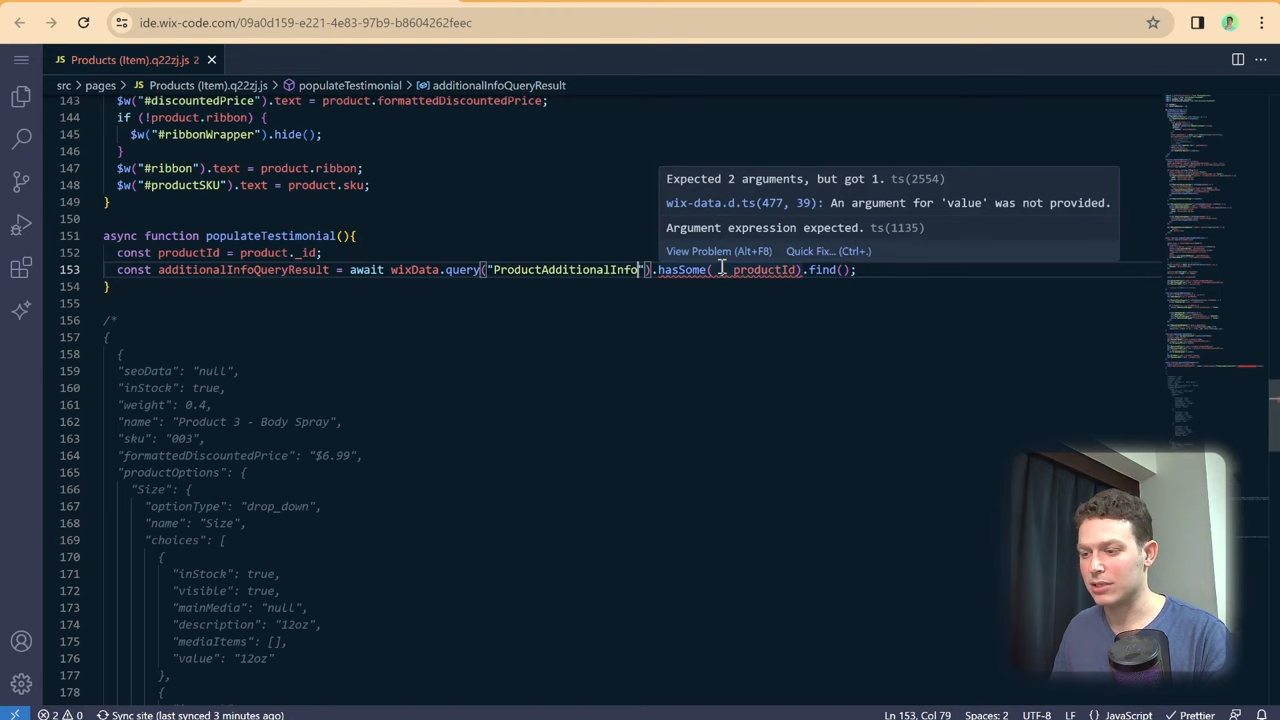 ide.wix-code.com/09a0d159-e221-4e83-97b9-b8604262feec
JS Products (Item).q22zj.js 2
src > pages > JS Products (Item).q22zj.js > populateTestimonial > additionalInfoQueryResult
143 $w("#discountedPrice").text = product.formattedDiscountedPrice;
144 if (!product.ribbon) {
145 $w("#ribbonWrapper").hide();
146 }
147 $w("#ribbon").text = product.ribbon;
148 $w("#productSKU").text = product.sku;
149 }
150
151 async function populateTestimonial(){
152 const productId = product._id;
153 const additionalInfoQueryResult = await wixData.query("ProductAdditionalInfo").hasSome( , productId).find();
154 }
155
156 /*
157 {
158 {
159 "seoData": "null",
160 "inStock": true,
161 "weight": 0.4,
162 "name": "Product 3 - Body Spray",
163 "sku": "003",
164 "formattedDiscountedPrice": "$6.99",
165 "productOptions": {
166 "Size": {
167 "optionType": "drop_down",
168 "name": "Size",
169 "choices": [
170 {
171 "inStock": true,
172 "visible": true,
173 "mainMedia": "null",
174 "description": "12oz",
175 "mediaItems": [],
176 "value": "12oz"
177 },
178 {
Expected 2 arguments, but got 1. ts(2554)
wix-data.d.ts(477, 39): An argument for 'value' was not provided.
Argument expression expected. ts(1135)
View Problem (Alt+F8) Quick Fix... (Ctrl+.)
2 0 Sync site (last synced 3 minutes ago) Ln 153, Col 79 Spaces: 2 UTF-8 LF {} JavaScript Prettier